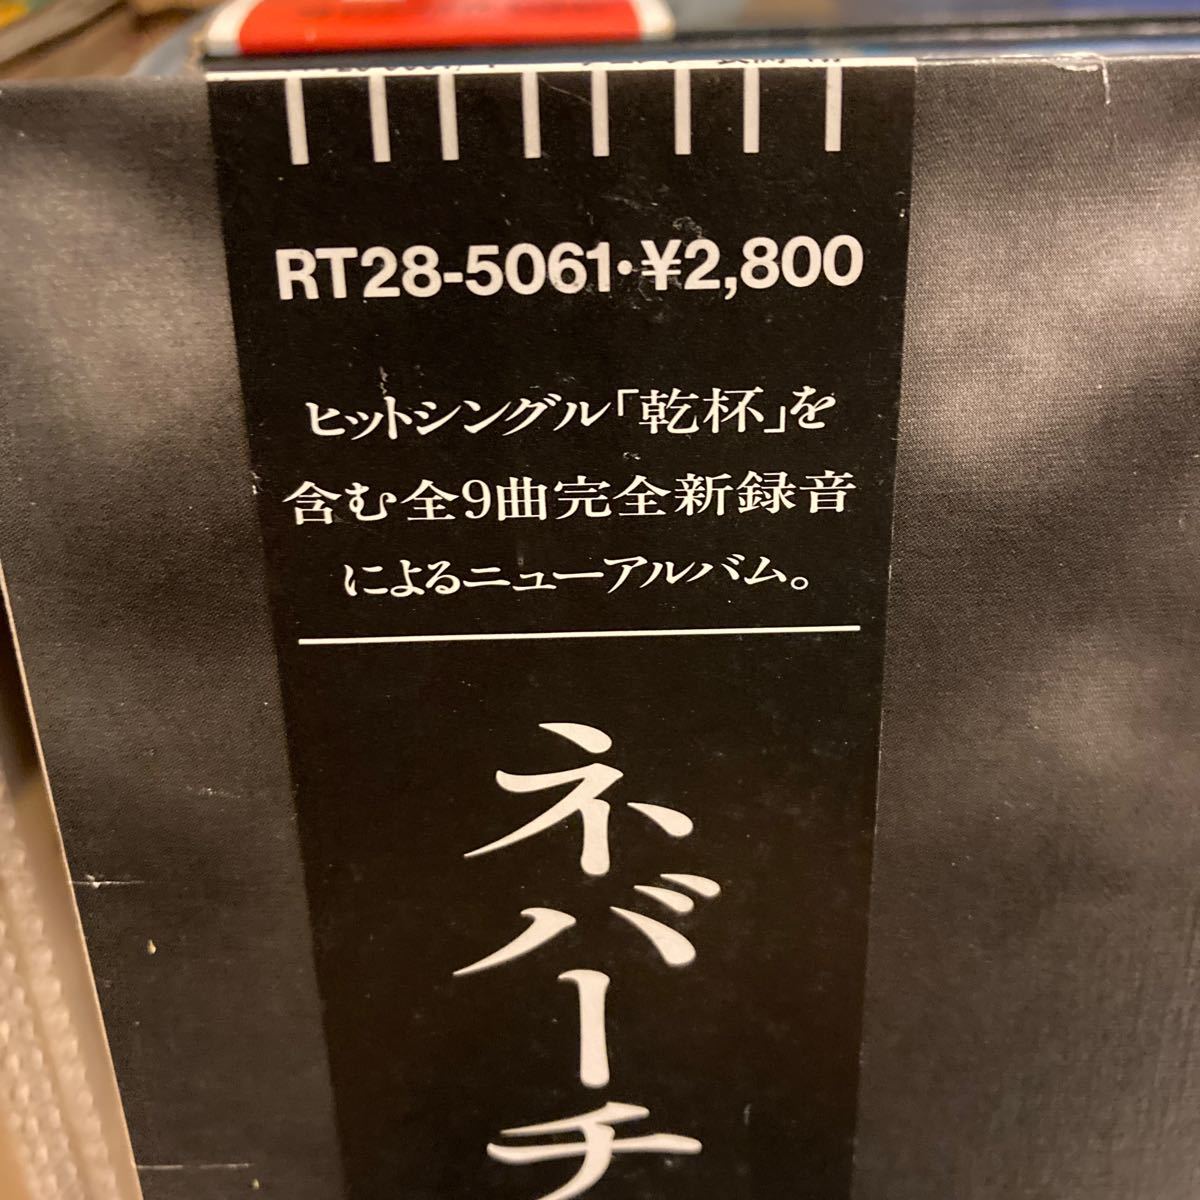 RT28-5061・¥2,800
ヒットシングル「乾杯」を
含む全9曲完全新録音
によるニューアルバム。
ネバーチ